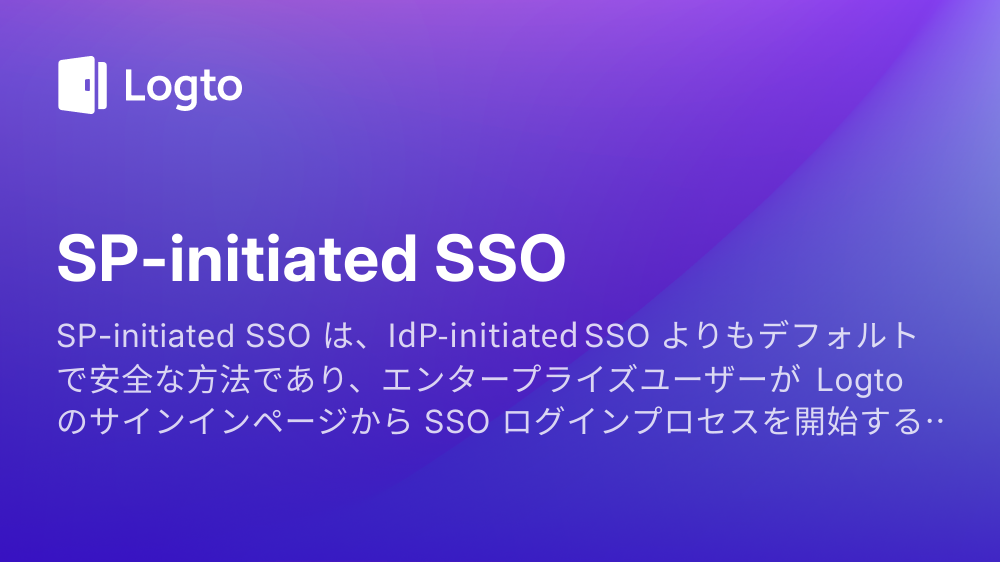 Logto
SP-initiated SSO
SP-initiated SSO は、IdP-initiated SSO よりもデフォルト
で安全な方法であり、エンタープライズユーザーが Logto
のサインインページから SSO ログインプロセスを開始する··